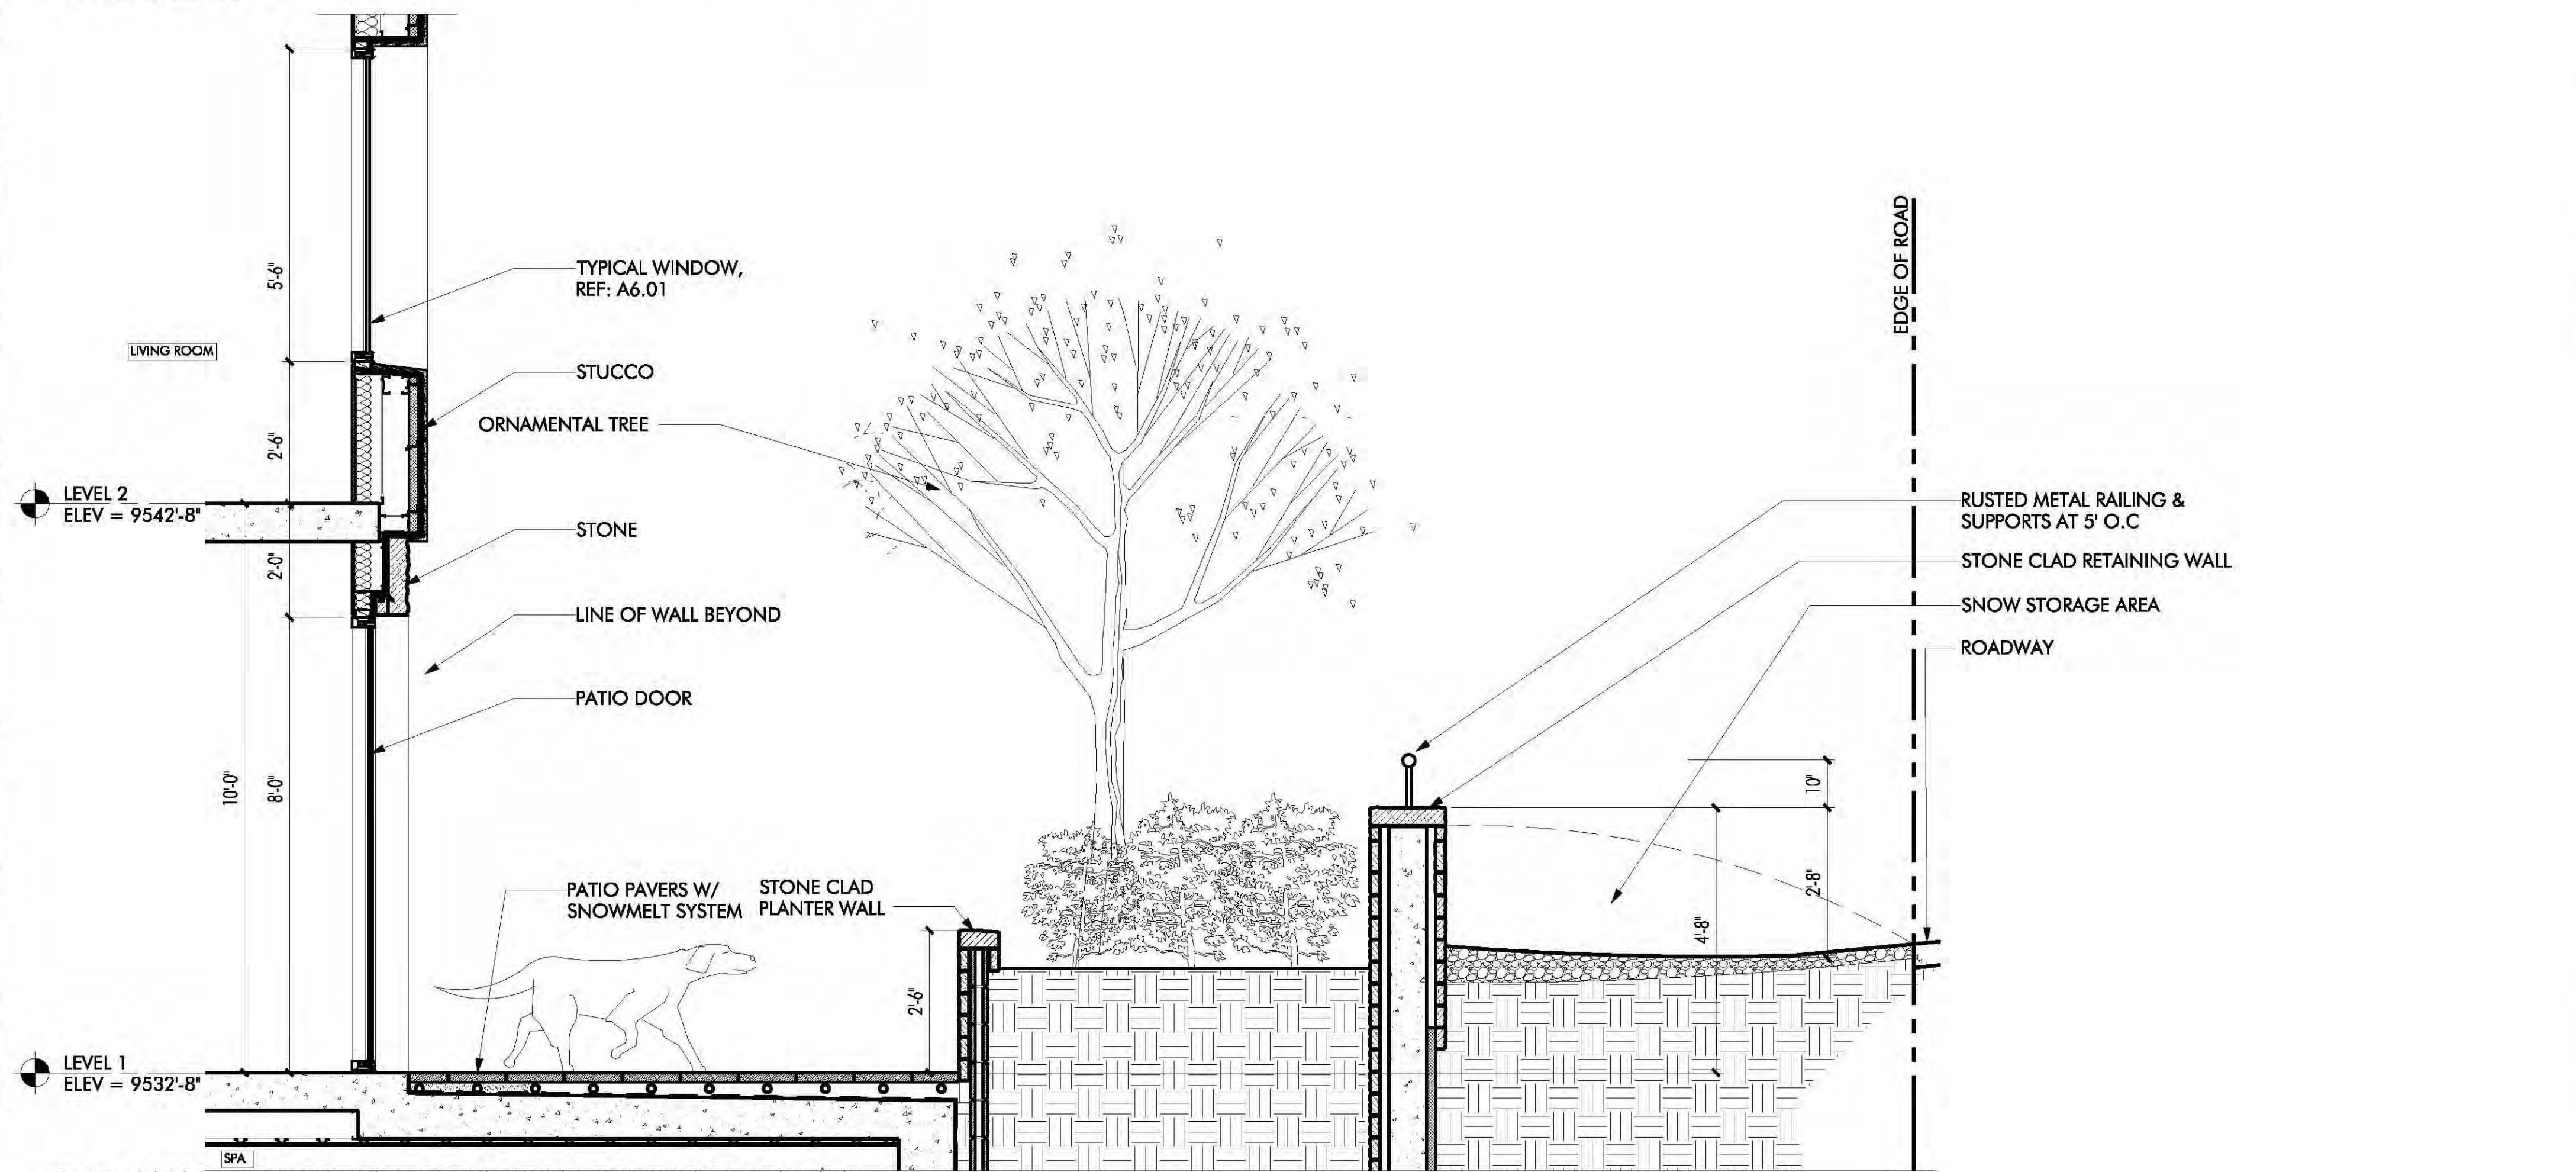 5'-6"
TYPICAL WINDOW,
REF: A6.01
LIVING ROOM
STUCCO
ORNAMENTAL TREE
2'-6"
LEVEL 2
ELEV = 9542'-8"
STONE
2'-0"
LINE OF WALL BEYOND
PATIO DOOR
10'-0"
8'-0"
PATIO PAVERS W/
SNOWMELT SYSTEM
STONE CLAD
PLANTER WALL
2'-6"
LEVEL 1
ELEV = 9532'-8"
SPA
EDGE OF ROAD
RUSTED METAL RAILING &
SUPPORTS AT 5' O.C
STONE CLAD RETAINING WALL
SNOW STORAGE AREA
ROADWAY
10"
2'-8"
4'-8"